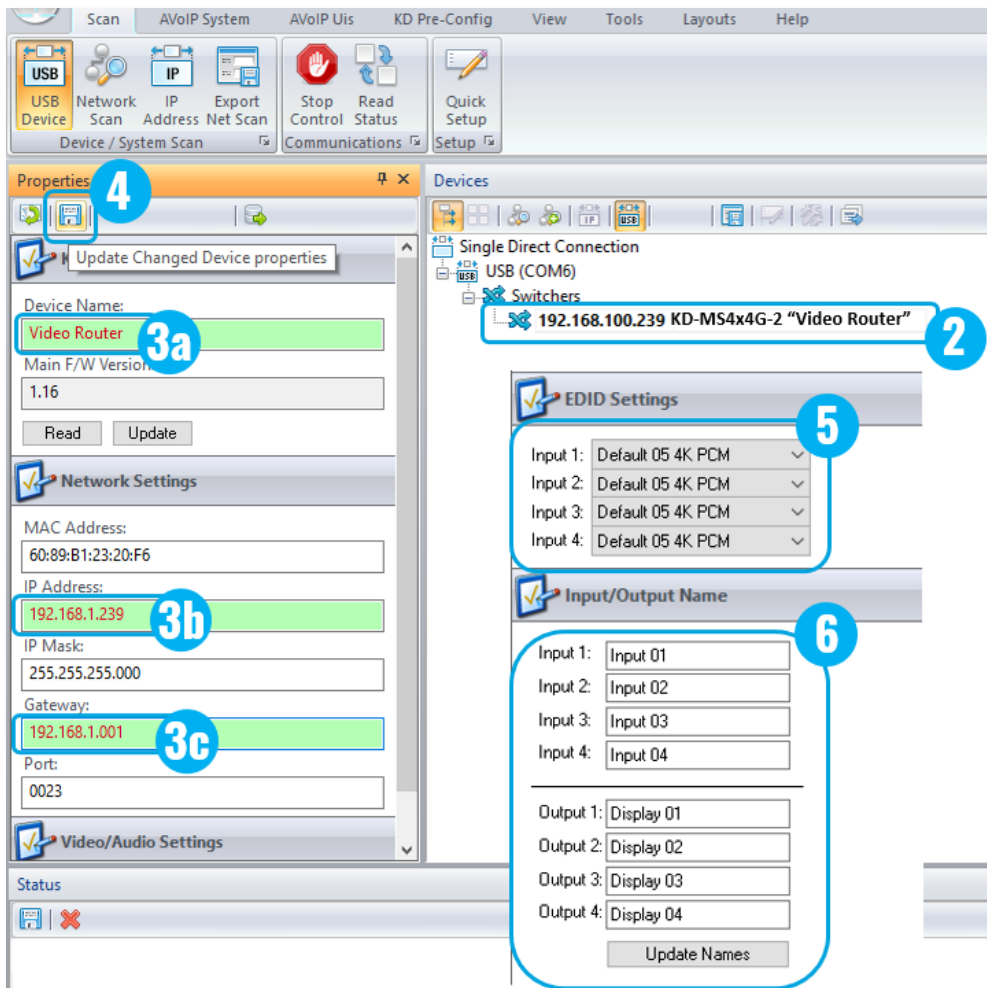 Scan AVoIP System AVoIP Uis KD Pre-Config View Tools Layouts Help
USB IP
USB Device
Network Scan
IP Address
Export Net Scan
Stop Control
Read Status
Quick Setup
Device / System Scan Communications Setup
Properties
4
Update Changed Device properties
Device Name:
Video Router
3a
Main F/W Version
1.16
Read Update
Network Settings
MAC Address:
60:89:B1:23:20:F6
IP Address:
192.168.1.239
3b
IP Mask:
255.255.255.000
Gateway:
192.168.1.001
3c
Port:
0023
Video/Audio Settings
Devices
IP USB
Single Direct Connection
USB USB (COM6)
Switchers
192.168.100.239 KD-MS4x4G-2 “Video Router”
2
EDID Settings
5
Input 1: Default 05 4K PCM
Input 2: Default 05 4K PCM
Input 3: Default 05 4K PCM
Input 4: Default 05 4K PCM
Input/Output Name
6
Input 1: Input 01
Input 2: Input 02
Input 3: Input 03
Input 4: Input 04
Output 1: Display 01
Output 2: Display 02
Output 3: Display 03
Output 4: Display 04
Update Names
Status